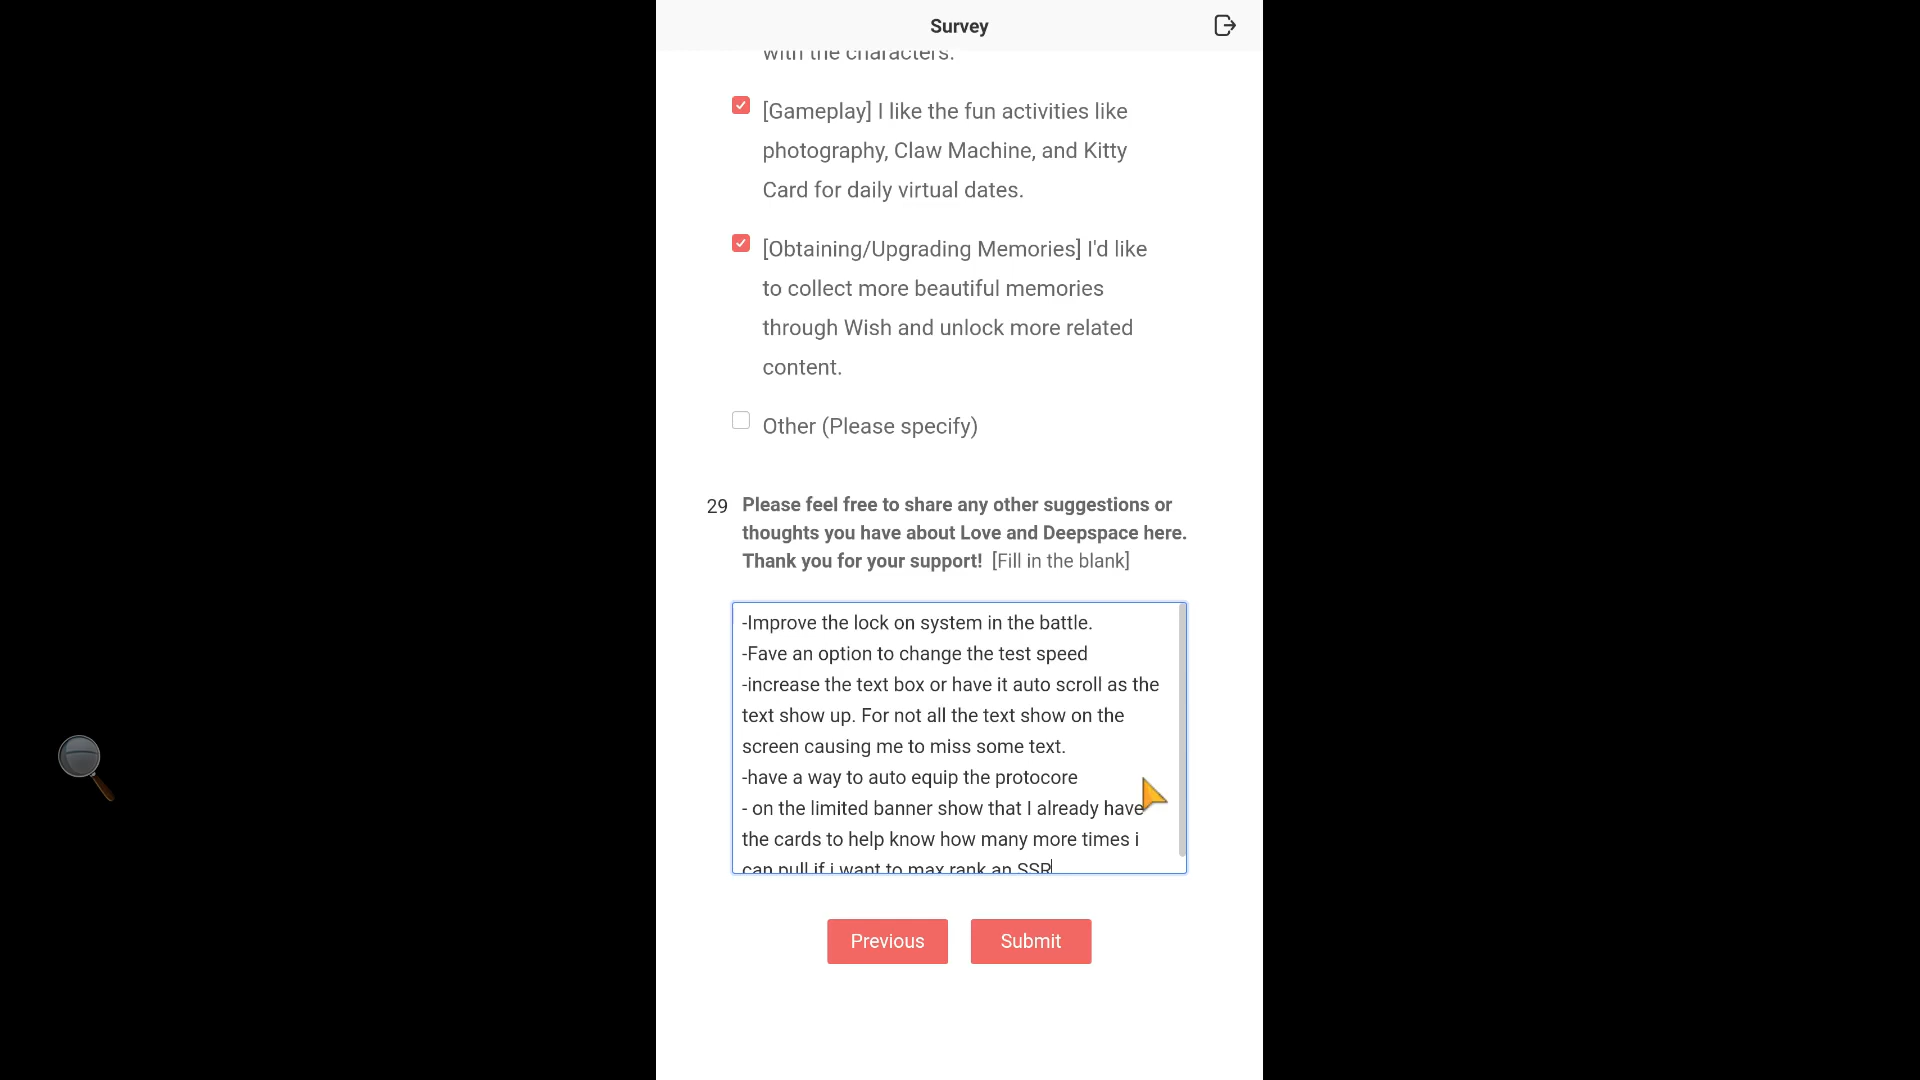 Survey
with the characters.
[Gameplay] I like the fun activities like
photography, Claw Machine, and Kitty
Card for daily virtual dates.
[Obtaining/Upgrading Memories] I'd like
to collect more beautiful memories
through Wish and unlock more related
content.
Other (Please specify)
29 Please feel free to share any other suggestions or
thoughts you have about Love and Deepspace here.
Thank you for your support! [Fill in the blank]
-Improve the lock on system in the battle.
-Fave an option to change the test speed
-increase the text box or have it auto scroll as the
text show up. For not all the text show on the
screen causing me to miss some text.
-have a way to auto equip the protocore
- on the limited banner show that I already have
the cards to help know how many more times i
can pull if i want to max rank an SSR
Previous Submit